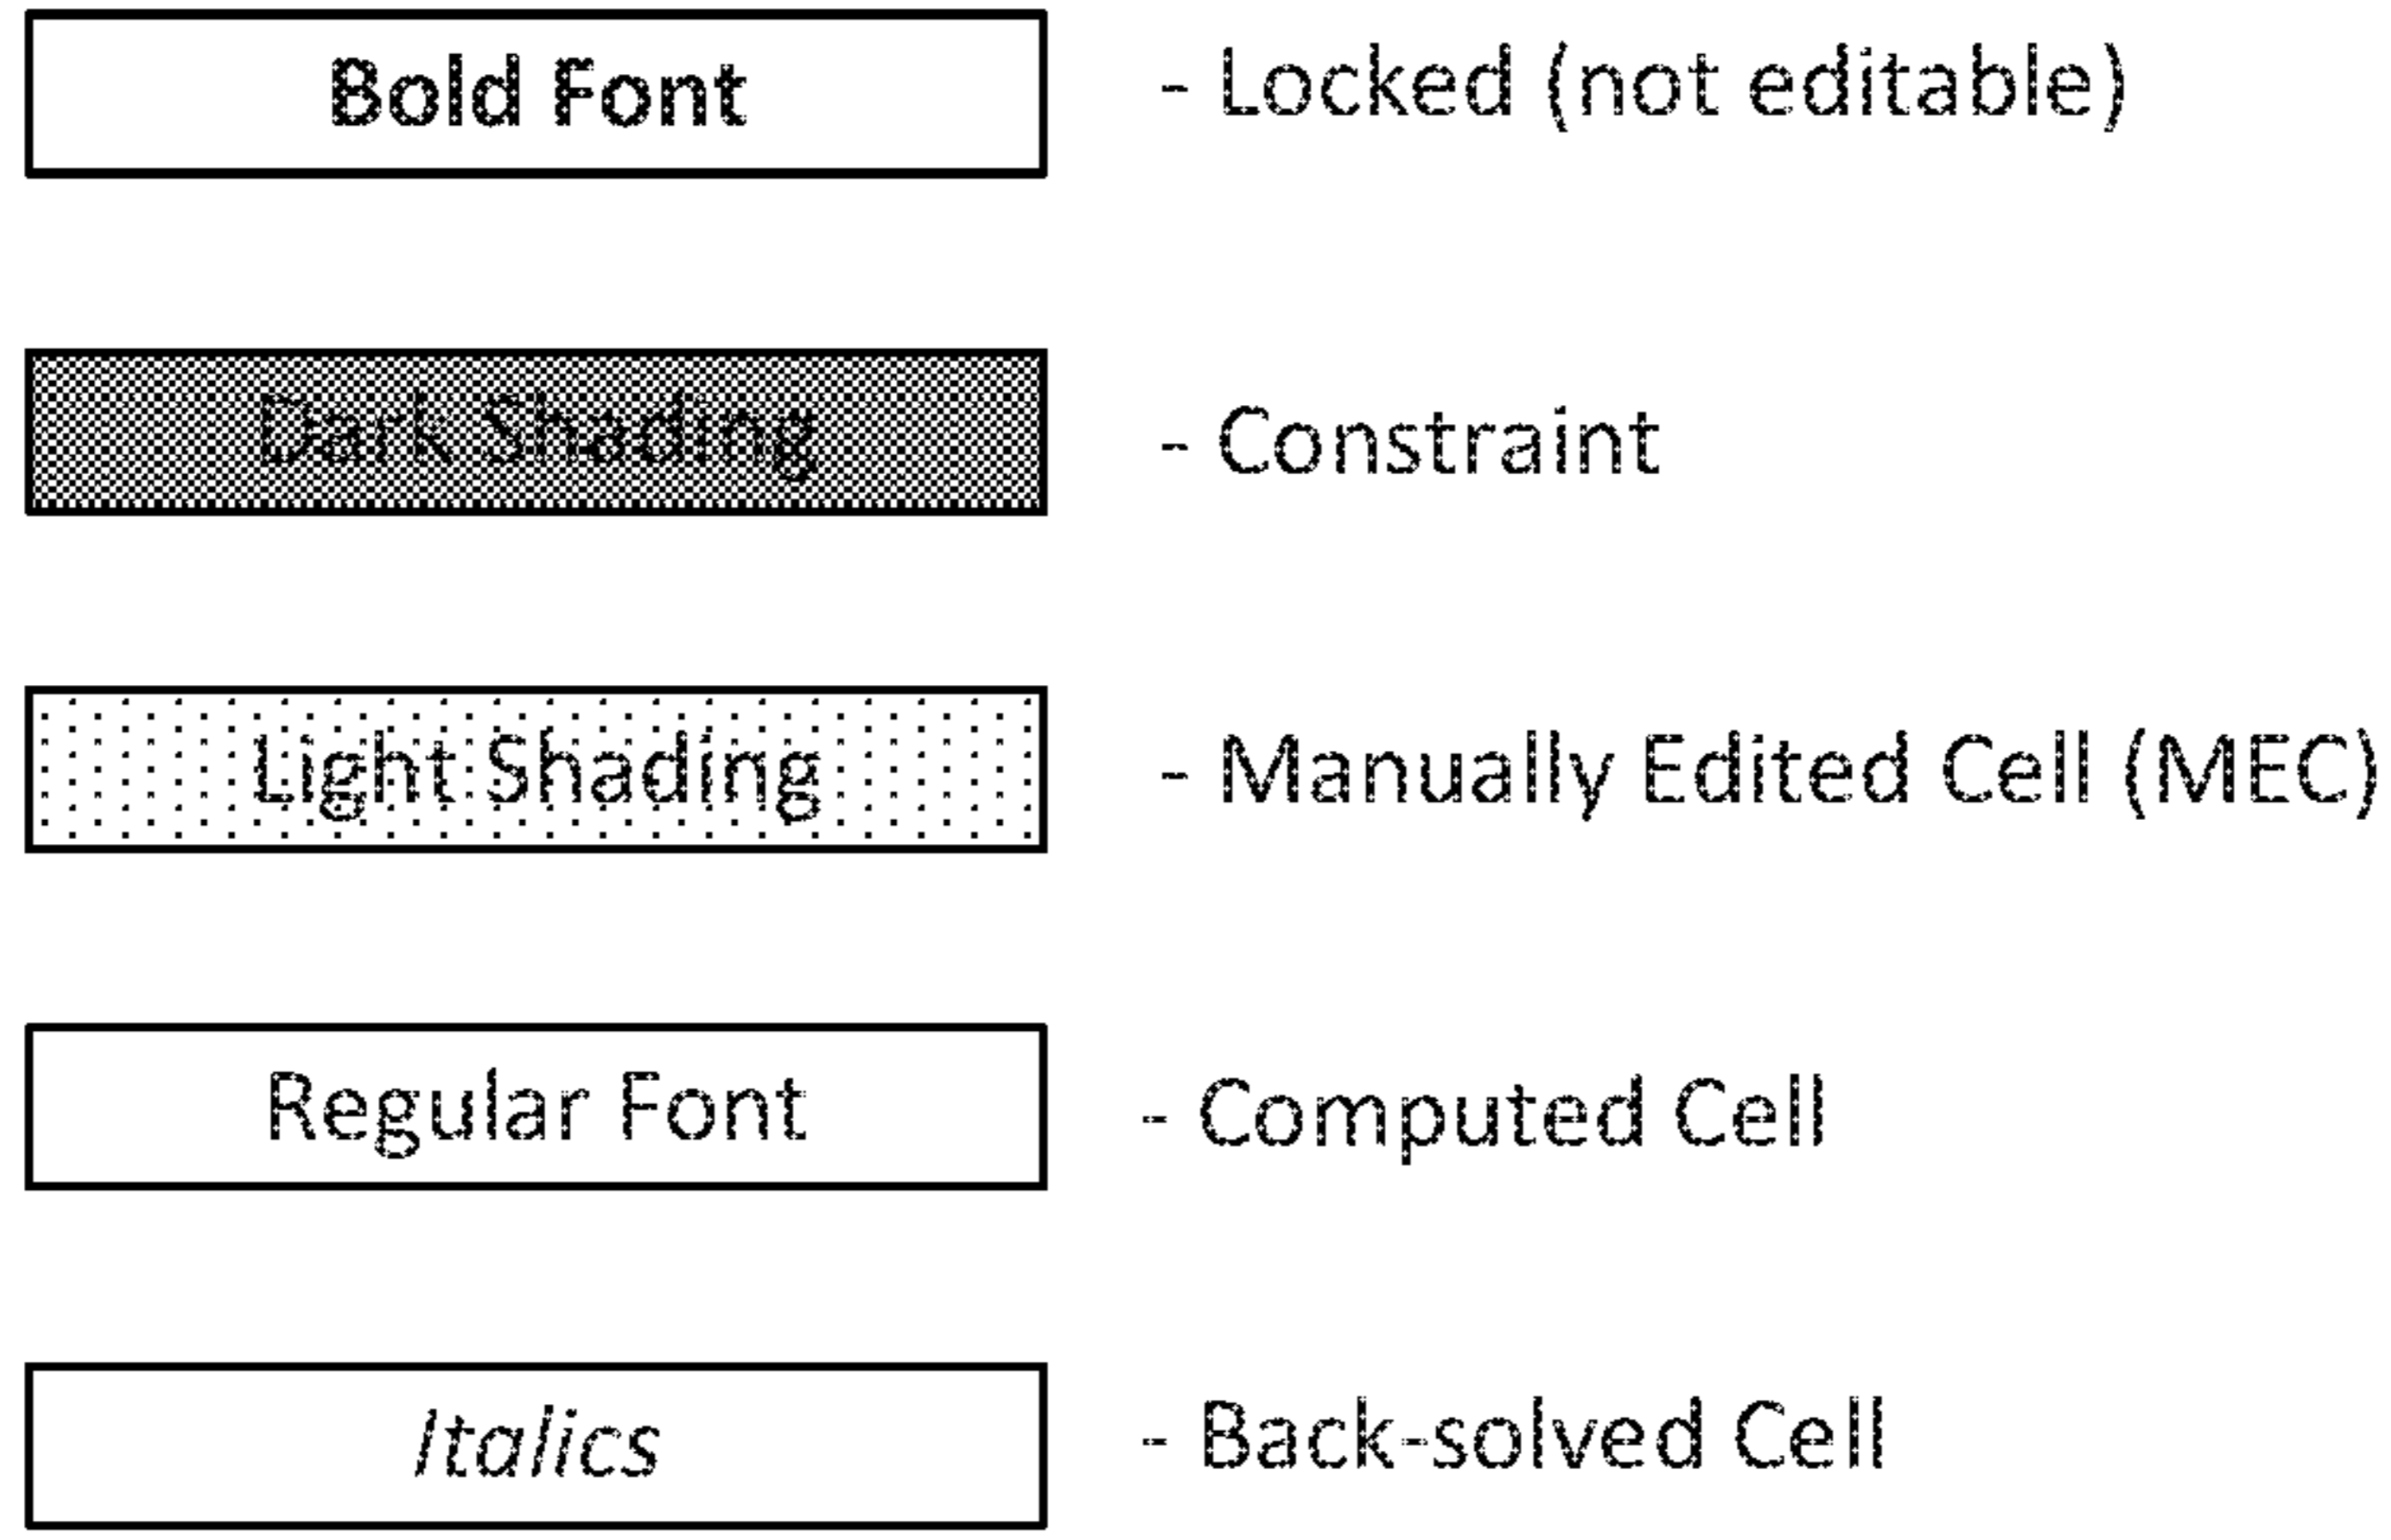 Bold Font - Locked (not editable)
Dark Shading - Constraint
Light Shading - Manually Edited Cell (MEC)
Regular Font - Computed Cell
Italics - Back-solved Cell